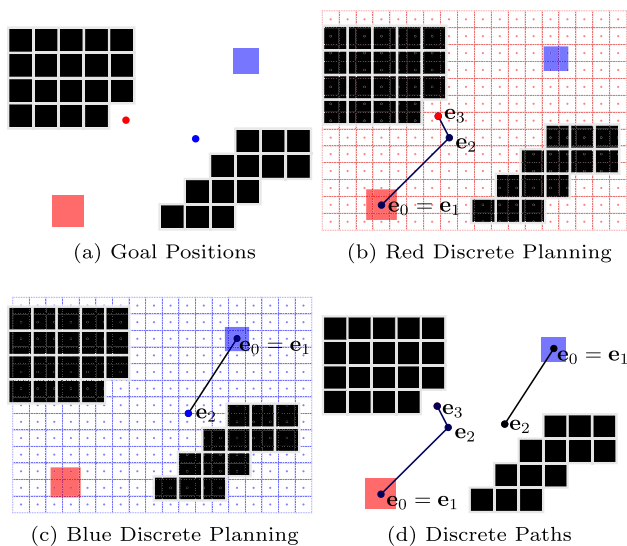 e₃
e₂
e₀ = e₁
(a) Goal Positions
(b) Red Discrete Planning
e₀ = e₁
e₂
e₀ = e₁
e₃
e₂
e₂
e₀ = e₁
(c) Blue Discrete Planning
(d) Discrete Paths